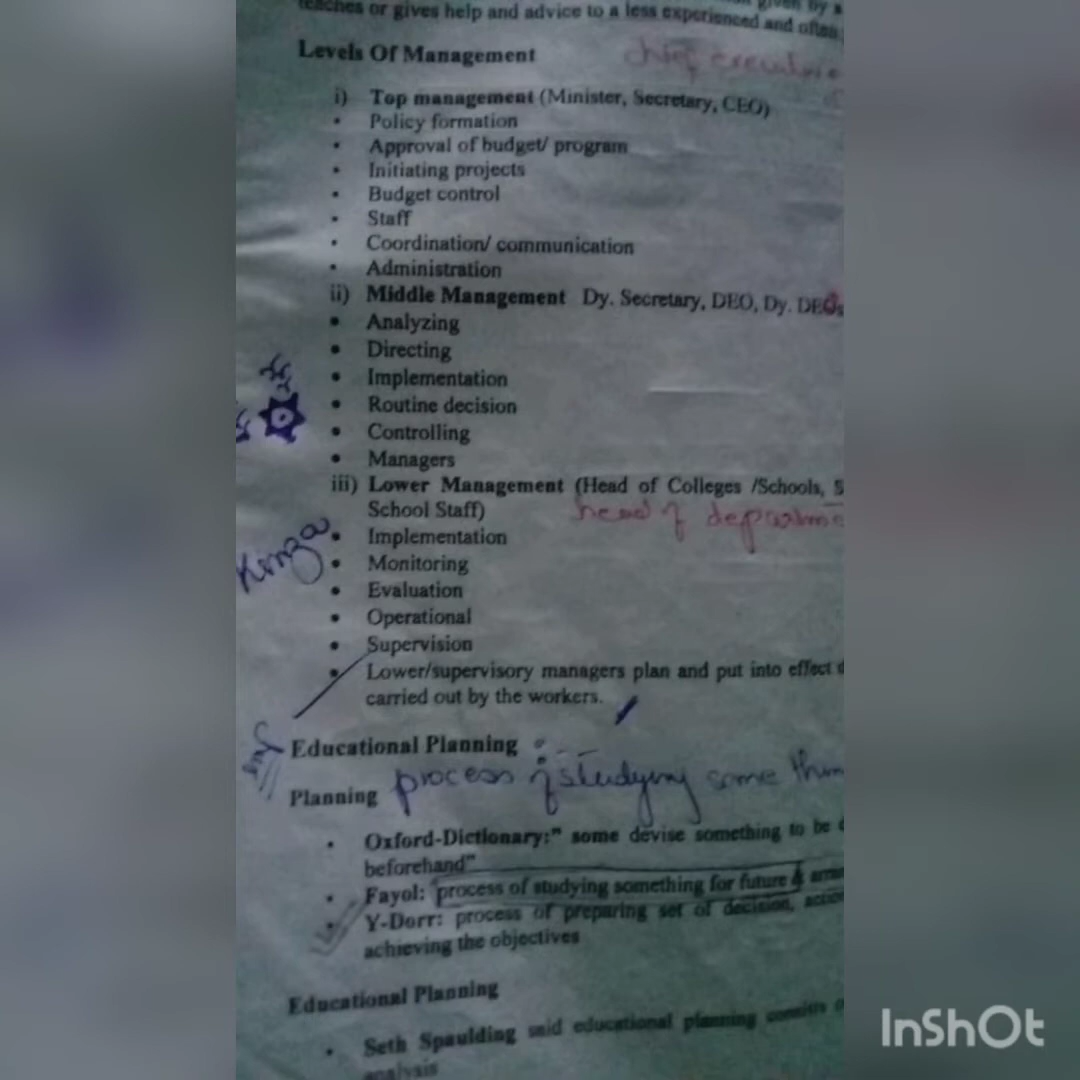 teaches or gives help and advice to a less experienced and often
Levels Of Management
chief executive
i) Top management (Minister, Secretary, CEO)
• Policy formation
• Approval of budget/ program
• Initiating projects
• Budget control
• Staff
• Coordination/ communication
• Administration
ii) Middle Management Dy. Secretary, DEO, Dy. DEOs
• Analyzing
• Directing
• Implementation
• Routine decision
• Controlling
• Managers
iii) Lower Management (Head of Colleges /Schools,
School Staff)
head of
• Implementation
Kinza
• Monitoring
• Evaluation
• Operational
• Supervision
• Lower/supervisory managers plan and put into effect
carried out by the workers.
Educational Planning
Planning process of studying some
• Oxford-Dictionary:" some devise something to be
beforehand"
• Fayol: "process of studying something for future &
• Y-Dorr: process of preparing set of decision,
achieving the objectives
Educational Planning
• Seth Spaulding said educational planning consists
analysis
InShOt